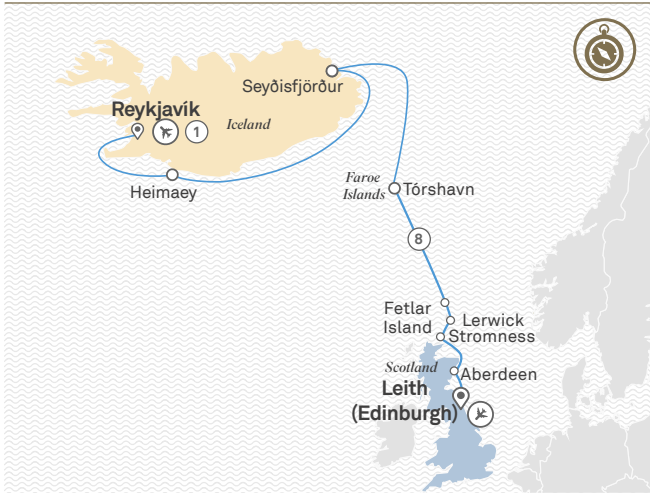 Seyðisfjörður
Reykjavík
1
Iceland
Heimaey
Faroe
Islands
Tórshavn
8
Fetlar
Island
Lerwick
Stromness
Scotland
Aberdeen
Leith
(Edinburgh)